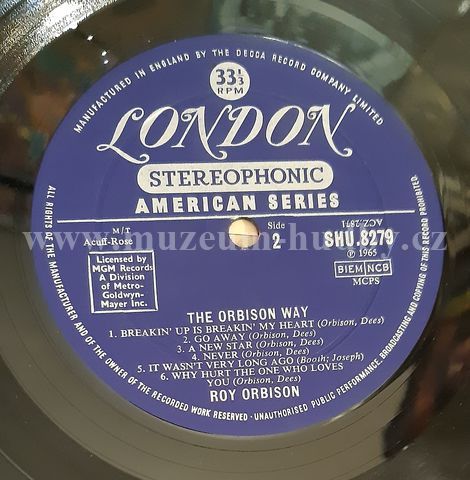 MANUFACTURED IN ENGLAND BY THE DECCA RECORD COMPANY LIMITED
33⅓
RPM
LONDON
STEREOPHONIC
AMERICAN SERIES
M/T
Acuff-Rose
Side
2
ACZ.2871
SHU.8279
℗ 1965
BIEM NCB
MCPS
Licensed by
MGM Records
A Division
of Metro-
Goldwyn-
Mayer Inc.
www.muzeum-hudby.cz
THE ORBISON WAY
1. BREAKIN' UP IS BREAKIN' MY HEART (Orbison, Dees)
2. GO AWAY (Orbison, Dees)
3. A NEW STAR (Orbison, Dees)
4. NEVER (Orbison, Dees)
5. IT WASN'T VERY LONG AGO (Booth; Joseph)
6. WHY HURT THE ONE WHO LOVES
YOU (Orbison, Dees)
ROY ORBISON
ALL RIGHTS OF THE MANUFACTURER AND OF THE OWNER OF THE RECORDED WORK RESERVED · UNAUTHORISED PUBLIC PERFORMANCE, BROADCASTING AND COPYING OF THIS RECORD PROHIBITED